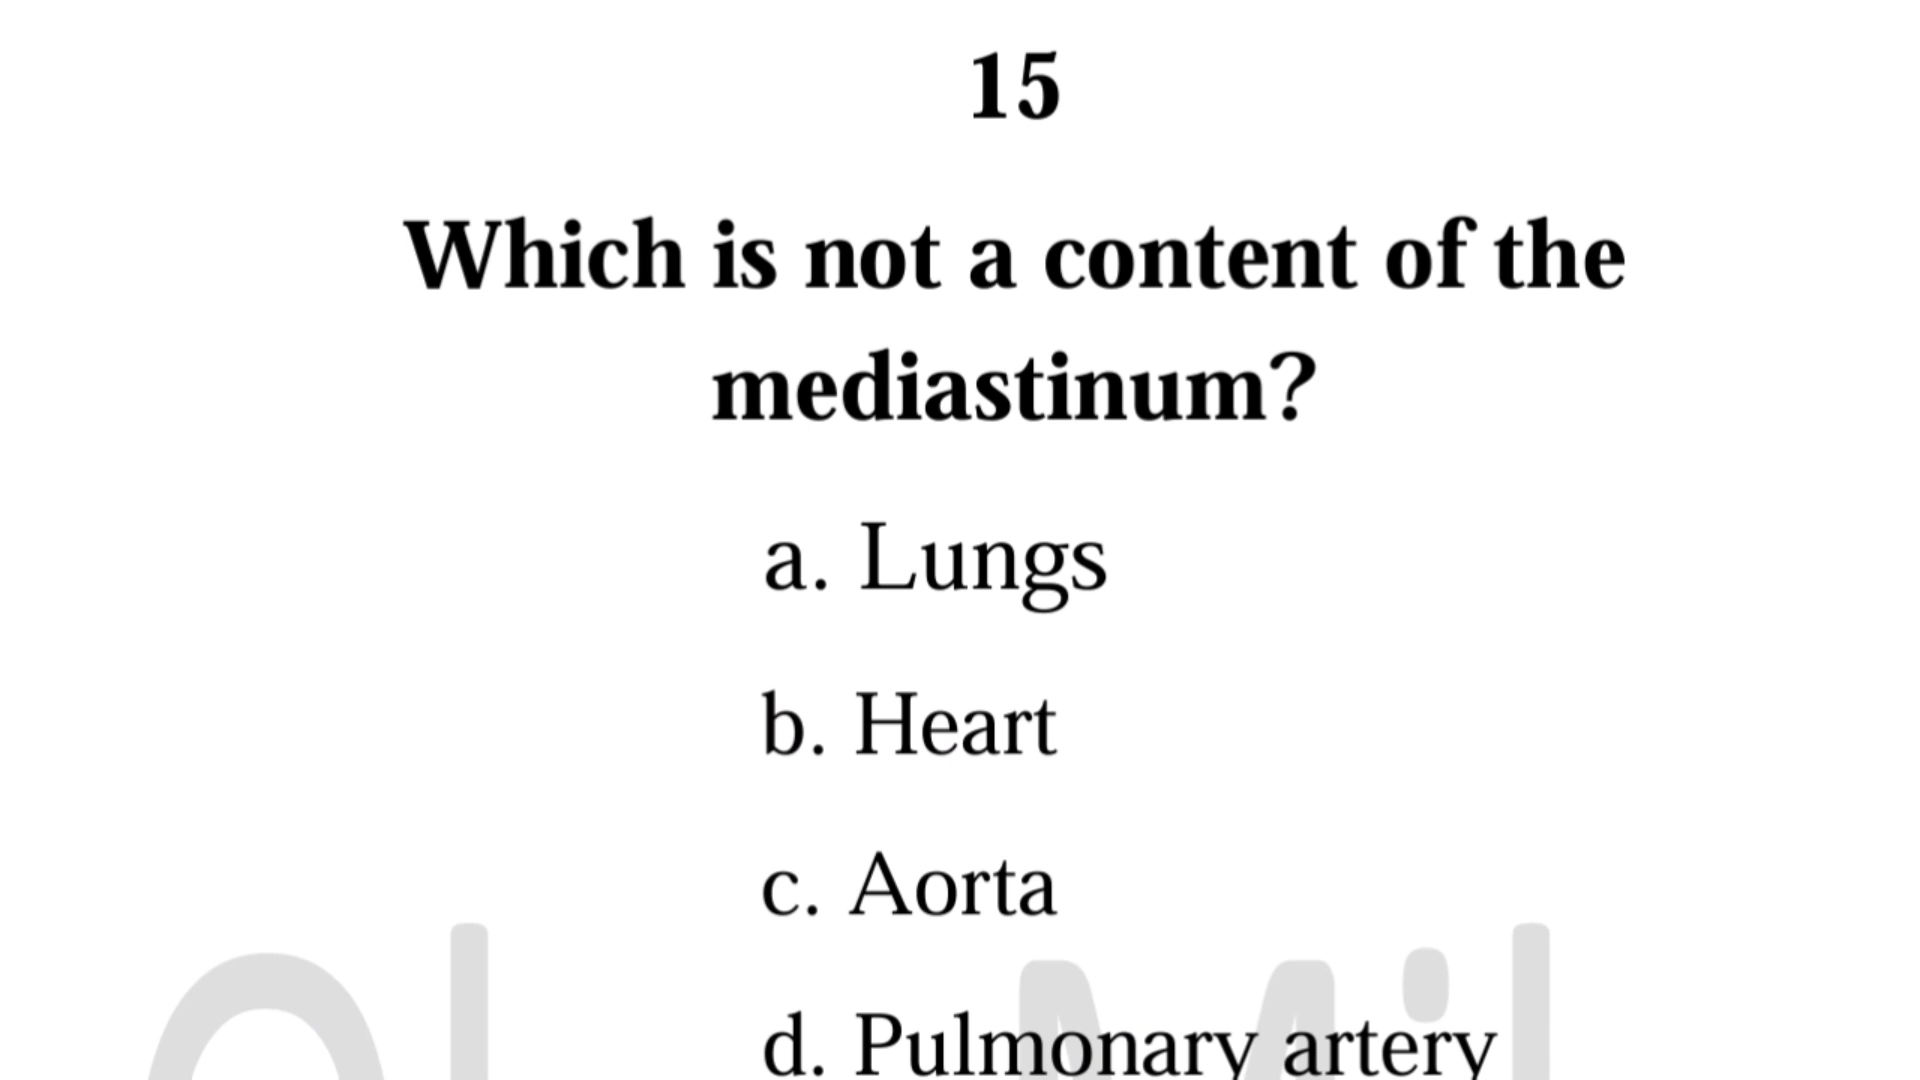 15
Which is not a content of the
mediastinum?
a. Lungs
b. Heart
c. Aorta
d. Pulmonary artery